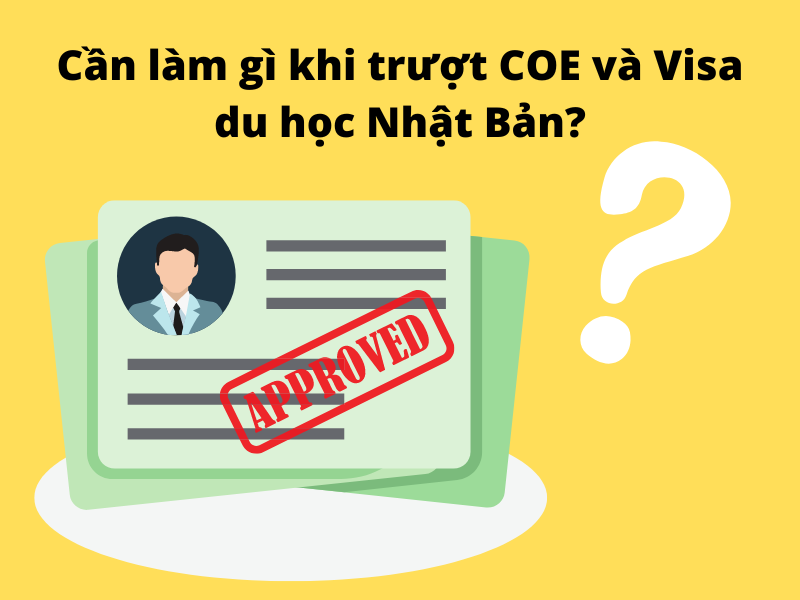 Cần làm gì khi trượt COE và Visa
du học Nhật Bản?
APPROVED